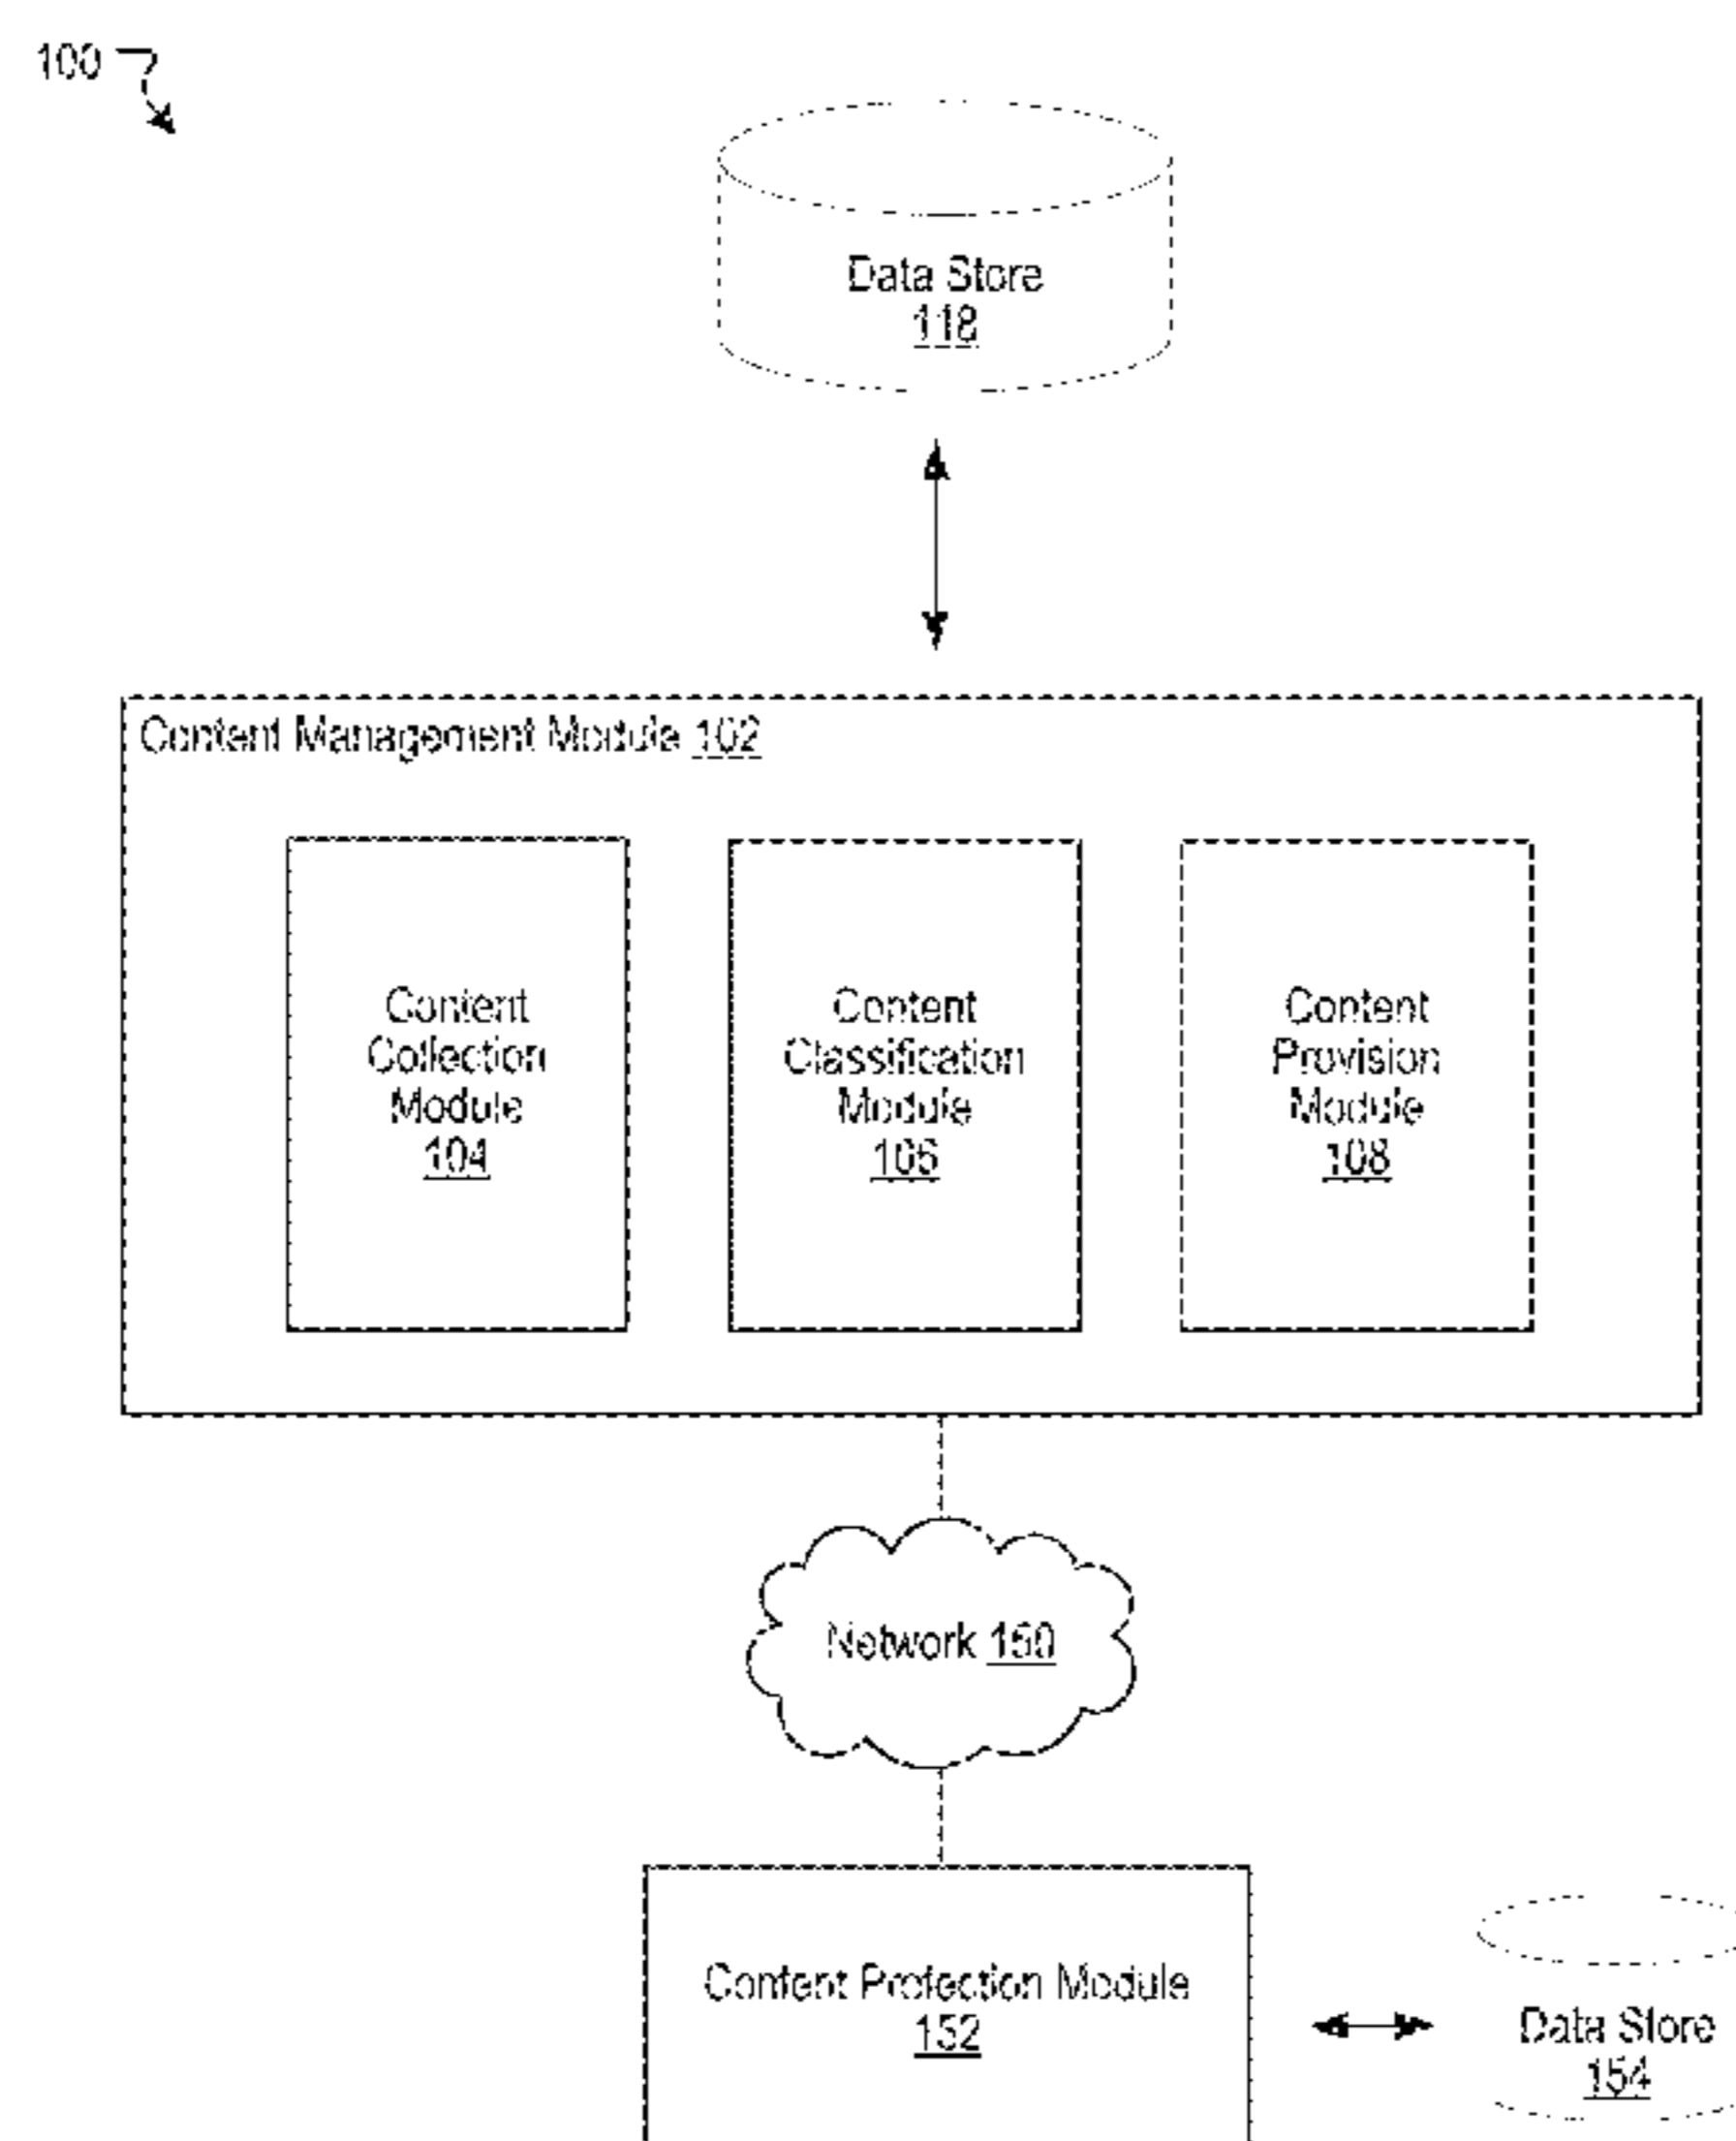 100
Data Store
118
Content Management Module 102
Content
Collection
Module
104
Content
Classification
Module
106
Content
Provision
Module
108
Network 150
Content Protection Module
152
Data Store
154